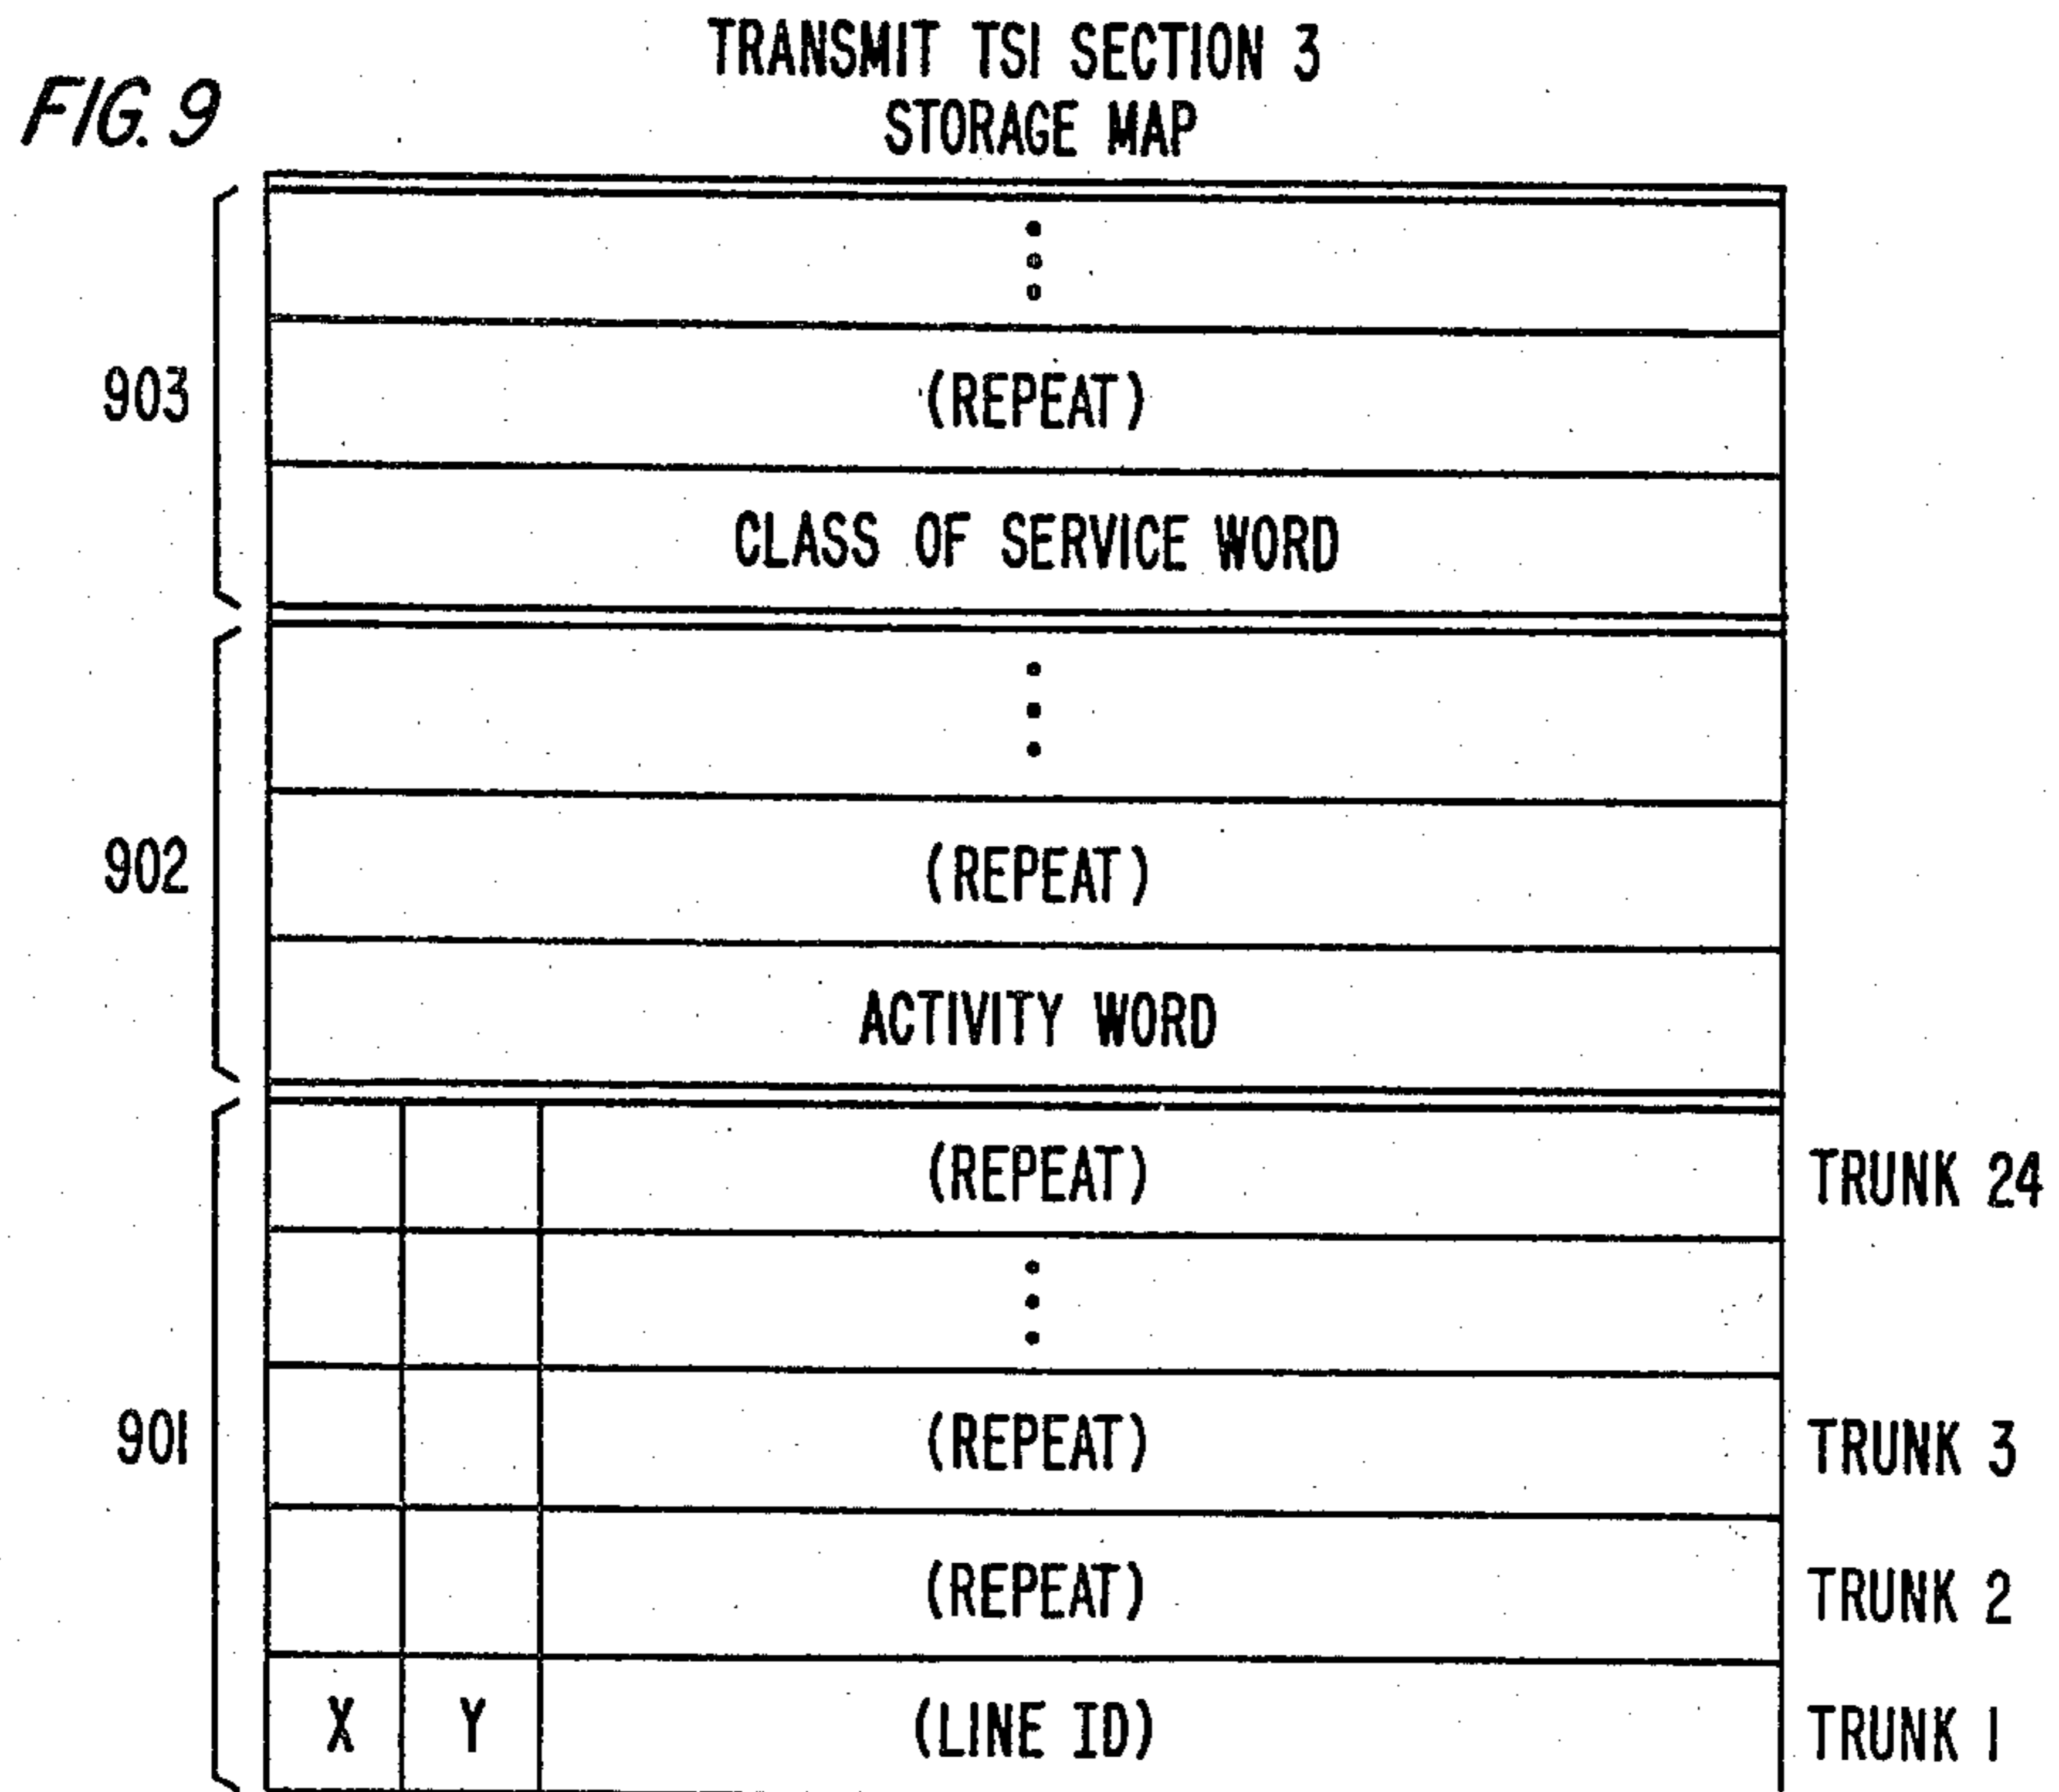 TRANSMIT TSI SECTION 3
STORAGE MAP
FIG. 9
903
(REPEAT)
CLASS OF SERVICE WORD
902
(REPEAT)
ACTIVITY WORD
901
(REPEAT) TRUNK 24
(REPEAT) TRUNK 3
(REPEAT) TRUNK 2
X Y (LINE ID) TRUNK 1